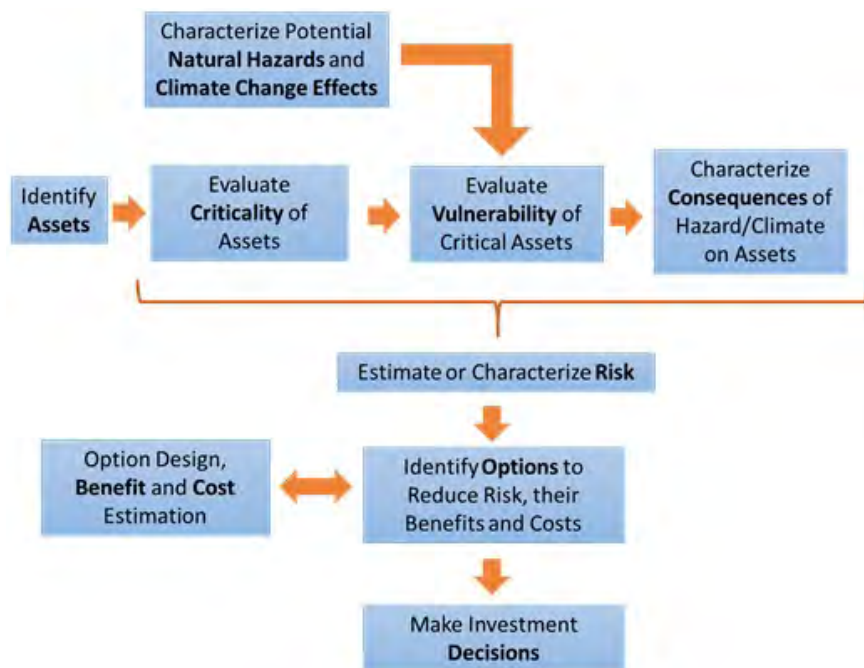 Characterize Potential
Natural Hazards and
Climate Change Effects
Identify
Assets
Evaluate
Criticality of
Assets
Evaluate
Vulnerability of
Critical Assets
Characterize
Consequences of
Hazard/Climate
on Assets
Estimate or Characterize Risk
Option Design,
Benefit and Cost
Estimation
Identify Options to
Reduce Risk, their
Benefits and Costs
Make Investment
Decisions